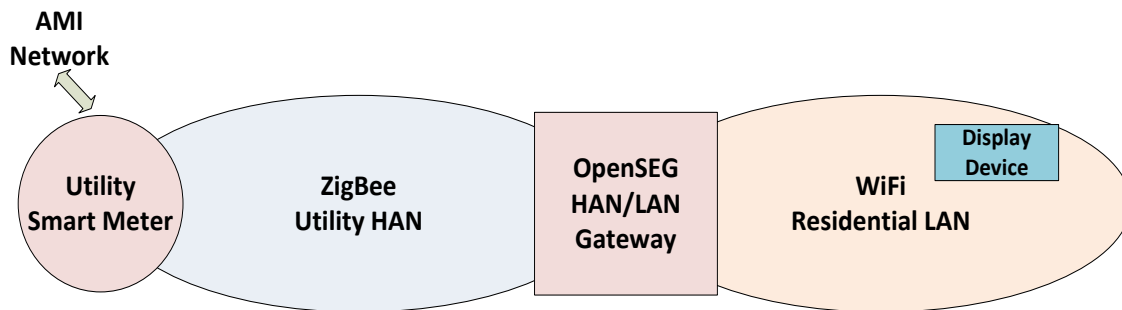 AMI
Network
Utility
Smart Meter
ZigBee
Utility HAN
OpenSEG
HAN/LAN
Gateway
WiFi
Residential LAN
Display
Device